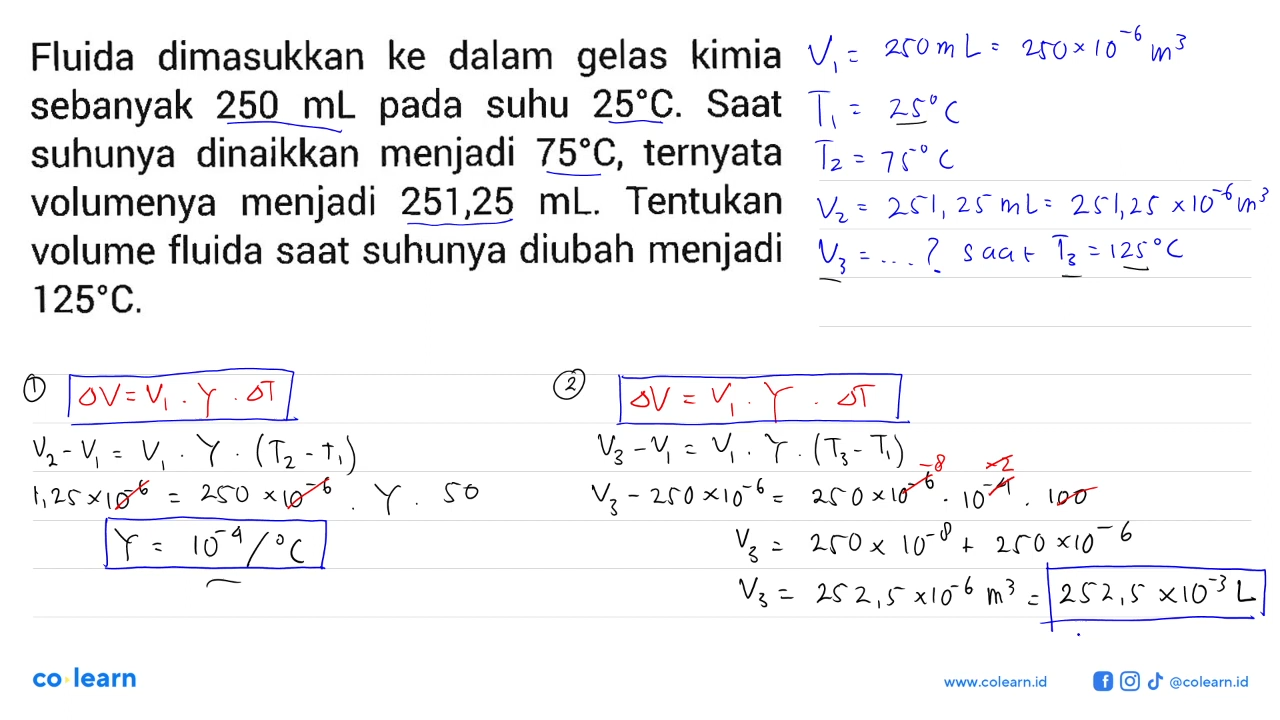 Fluida dimasukkan ke dalam gelas kimia
sebanyak 250 mL pada suhu 25°C. Saat
suhunya dinaikkan menjadi 75°C, ternyata
volumenya menjadi 251,25 mL. Tentukan
volume fluida saat suhunya diubah menjadi
125°C.
V₁ = 250 mL = 250 × 10⁻⁶ m³
T₁ = 25°C
T₂ = 75°C
V₂ = 251,25 mL = 251,25 × 10⁻⁶ m³
V₃ = ...? saat T₃ = 125°C
① ΔV = V₁ . γ . ΔT
V₂ - V₁ = V₁ . γ . (T₂ - T₁)
1,25 × 10⁻⁶ = 250 × 10⁻⁶ . γ . 50
γ = 10⁻⁴ /°C
② ΔV = V₁ . γ . ΔT
V₃ - V₁ = V₁ . γ . (T₃ - T₁)
-8 ×2
V₃ - 250 × 10⁻⁶ = 250 × 10⁻⁶ . 10⁻⁴ . 100
V₃ = 250 × 10⁻⁸ + 250 × 10⁻⁶
V₃ = 252,5 × 10⁻⁶ m³ = 252,5 × 10⁻³ L
co learn
www.colearn.id
@colearn.id